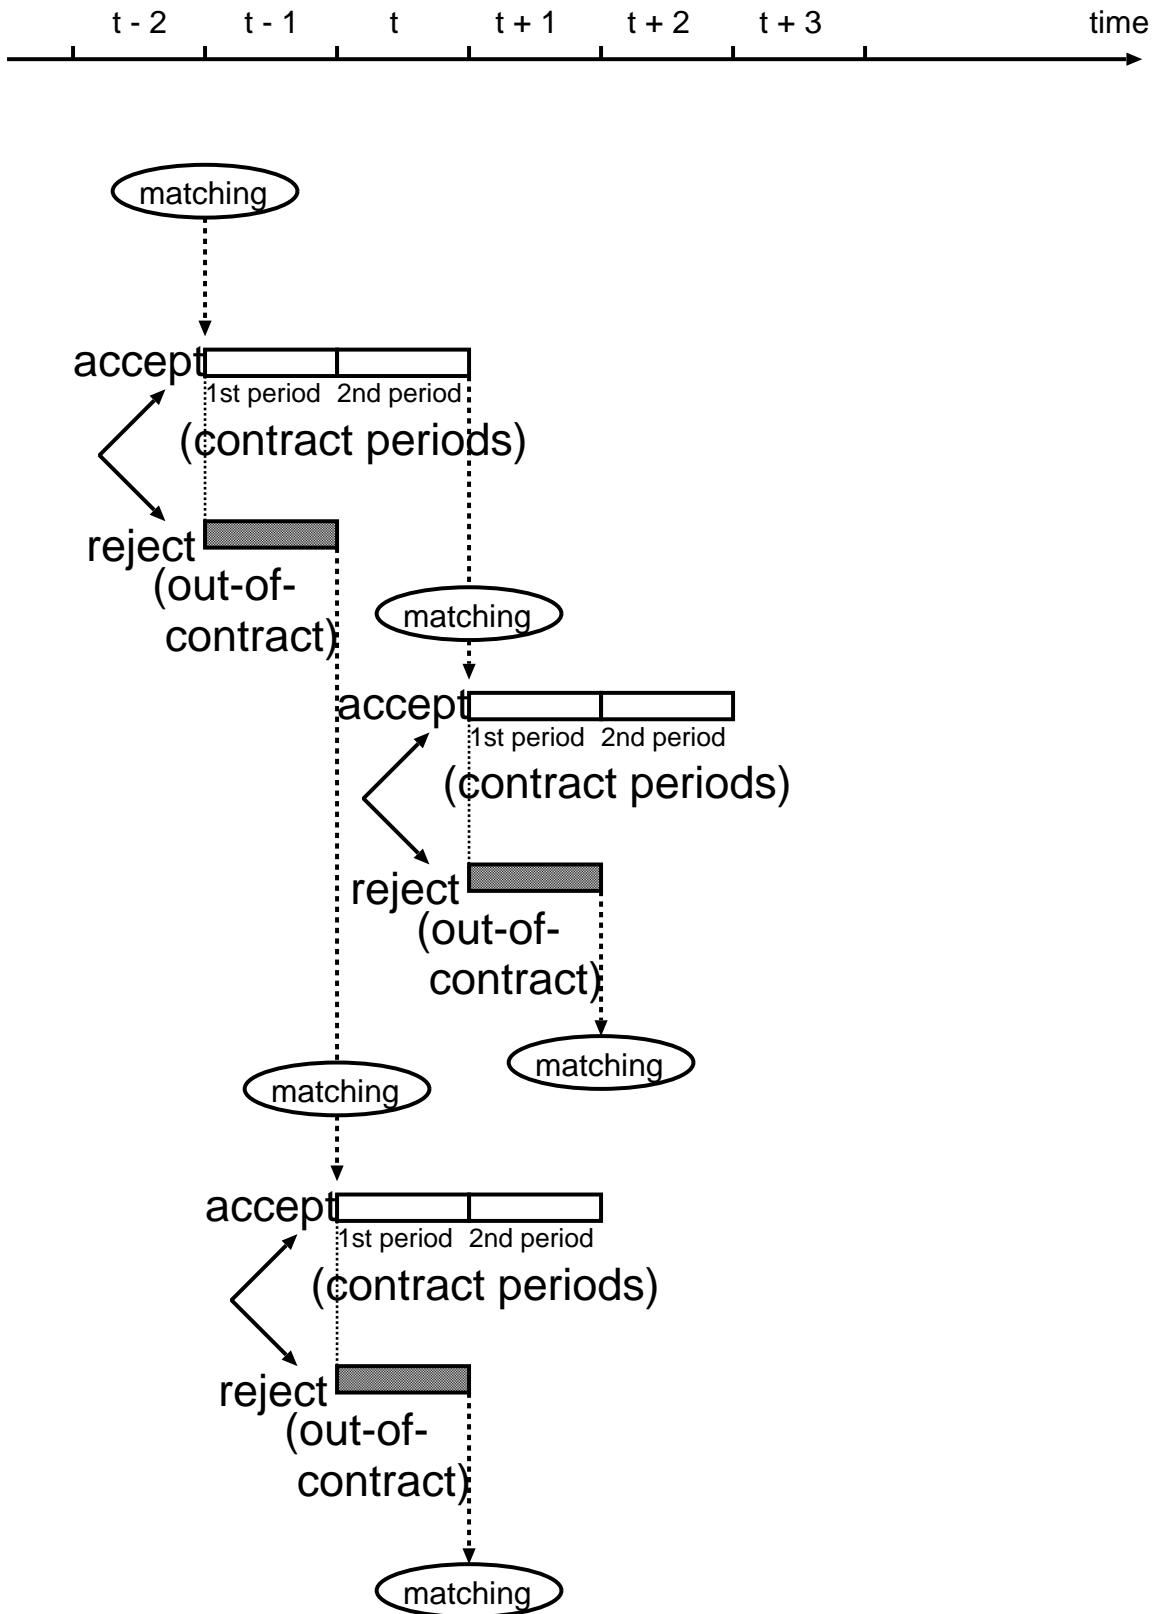 t - 2 t - 1 t t + 1 t + 2 t + 3 time
matching
accept
1st period 2nd period
(contract periods)
reject
(out-of-
contract)
matching
accept
1st period 2nd period
(contract periods)
reject
(out-of-
contract)
matching
matching
accept
1st period 2nd period
(contract periods)
reject
(out-of-
contract)
matching